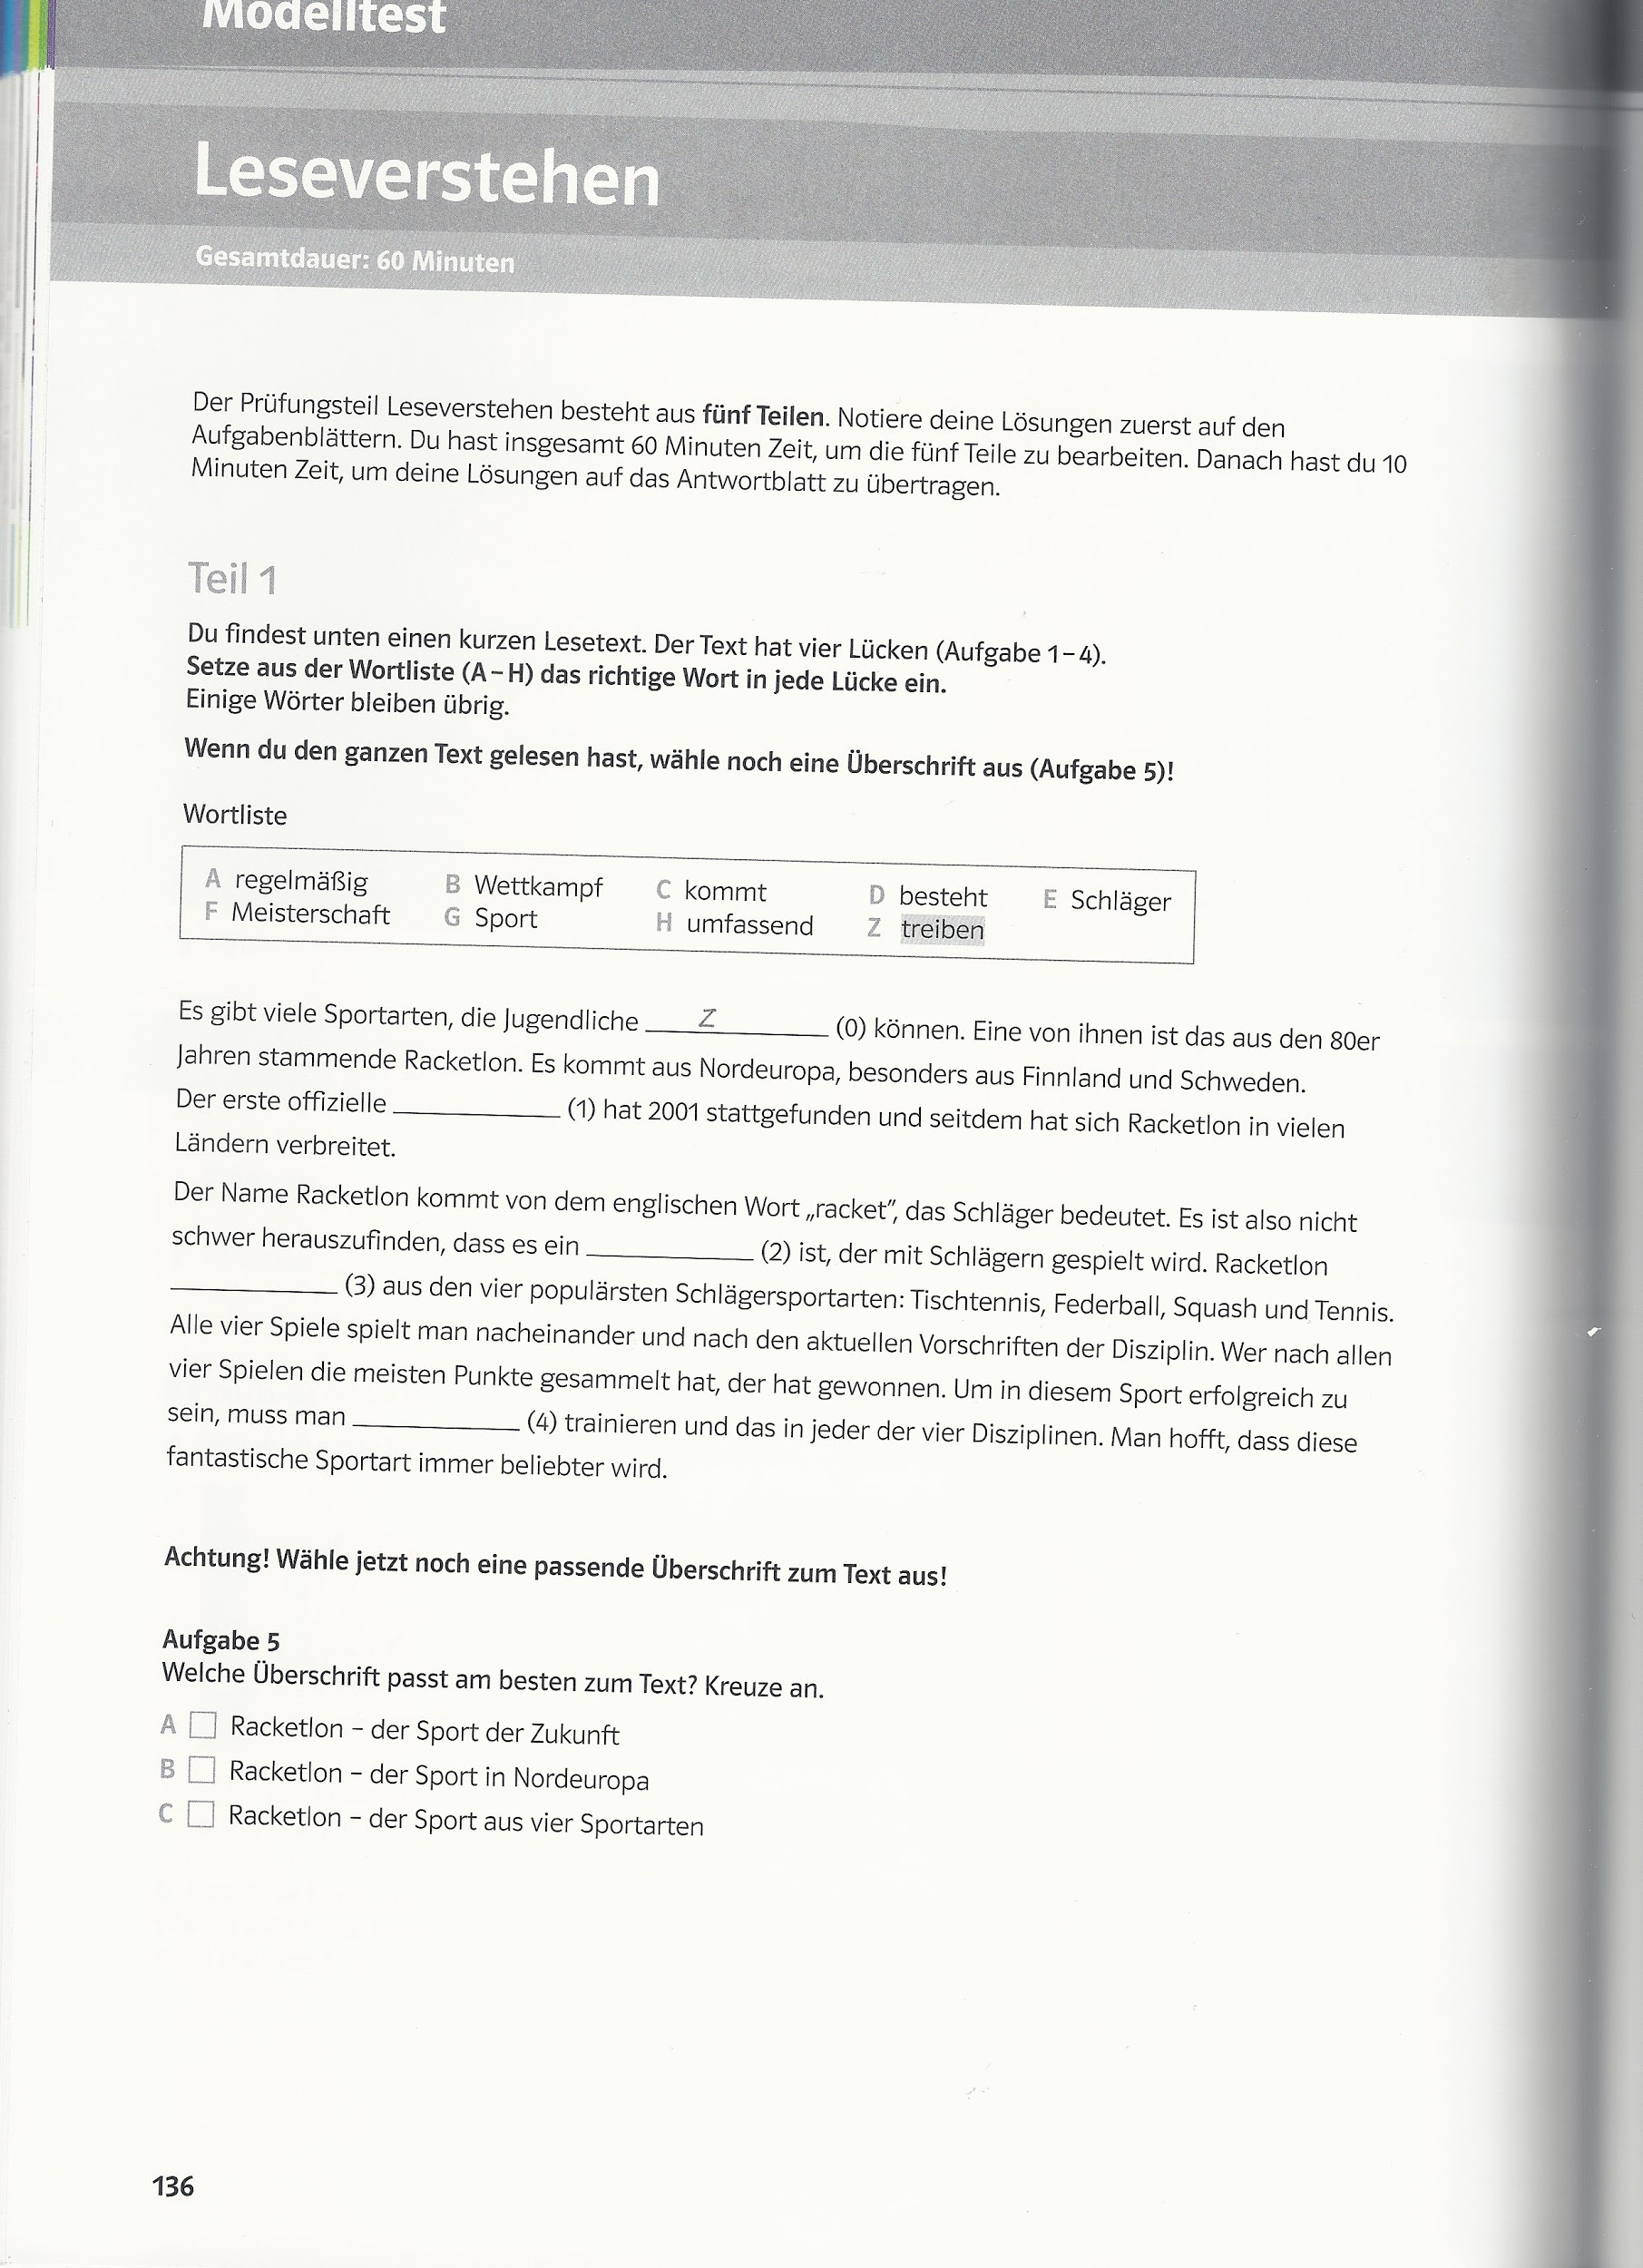 Modelltest
Leseverstehen
Gesamtdauer: 60 Minuten
Der Prüfungsteil Leseverstehen besteht aus fünf Teilen. Notiere deine Lösungen zuerst auf den
Aufgabenblättern. Du hast insgesamt 60 Minuten Zeit, um die fünf Teile zu bearbeiten. Danach hast du 10
Minuten Zeit, um deine Lösungen auf das Antwortblatt zu übertragen.
Teil 1
Du findest unten einen kurzen Lesetext. Der Text hat vier Lücken (Aufgabe 1–4).
Setze aus der Wortliste (A–H) das richtige Wort in jede Lücke ein.
Einige Wörter bleiben übrig.
Wenn du den ganzen Text gelesen hast, wähle noch eine Überschrift aus (Aufgabe 5)!
Wortliste
A regelmäßig B Wettkampf C kommt D besteht E Schläger
F Meisterschaft G Sport H umfassend Z treiben
Es gibt viele Sportarten, die Jugendliche ____Z____ (0) können. Eine von ihnen ist das aus den 80er
Jahren stammende Racketlon. Es kommt aus Nordeuropa, besonders aus Finnland und Schweden.
Der erste offizielle _________ (1) hat 2001 stattgefunden und seitdem hat sich Racketlon in vielen
Ländern verbreitet.
Der Name Racketlon kommt von dem englischen Wort „racket”, das Schläger bedeutet. Es ist also nicht
schwer herauszufinden, dass es ein _________ (2) ist, der mit Schlägern gespielt wird. Racketlon
_________ (3) aus den vier populärsten Schlägersportarten: Tischtennis, Federball, Squash und Tennis.
Alle vier Spiele spielt man nacheinander und nach den aktuellen Vorschriften der Disziplin. Wer nach allen
vier Spielen die meisten Punkte gesammelt hat, der hat gewonnen. Um in diesem Sport erfolgreich zu
sein, muss man _________ (4) trainieren und das in jeder der vier Disziplinen. Man hofft, dass diese
fantastische Sportart immer beliebter wird.
Achtung! Wähle jetzt noch eine passende Überschrift zum Text aus!
Aufgabe 5
Welche Überschrift passt am besten zum Text? Kreuze an.
A Racketlon – der Sport der Zukunft
B Racketlon – der Sport in Nordeuropa
C Racketlon – der Sport aus vier Sportarten
136